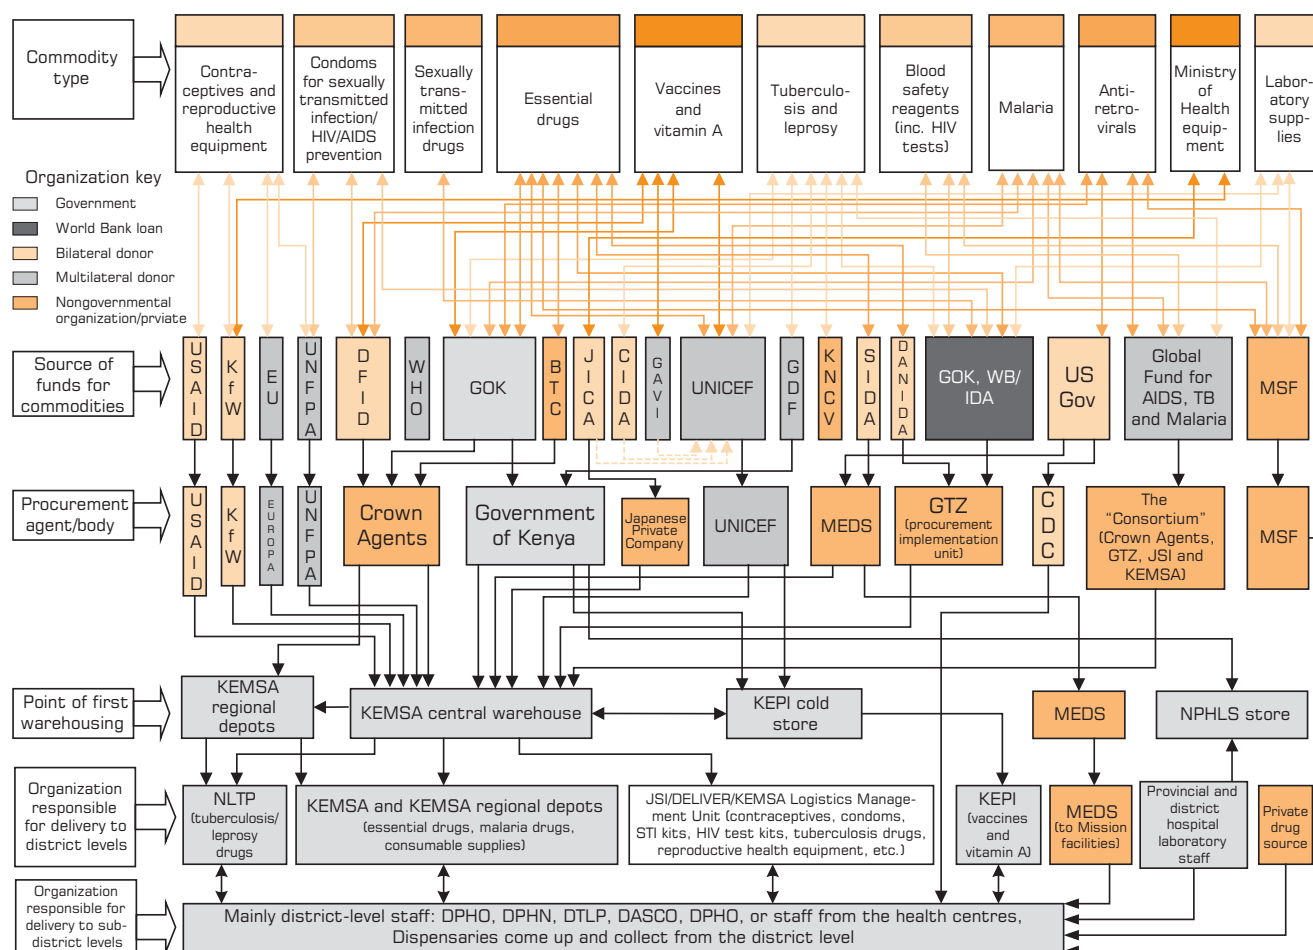 Commodity
type
Contra-
ceptives and
reproductive
health
equipment
Condoms
for sexually
transmitted
infection/
HIV/AIDS
prevention
Sexually
trans-
mitted
infection
drugs
Essential
drugs
Vaccines
and
vitamin A
Tuberculo-
sis and
leprosy
Blood
safety
reagents
(inc. HIV
tests)
Malaria
Anti-
retro-
virals
Ministry
of
Health
equip-
ment
Labor-
atory
supp-
lies
Organization key
Government
World Bank loan
Bilateral donor
Multilateral donor
Nongovernmental
organization/prviate
Source of
funds for
commodities
USAID
KfW
EU
UNFPA
DFID
WHO
GOK
BTC
JICA
CIDA
GAVI
UNICEF
GDF
KNCV
SIDA
DANIDA
GOK, WB/
IDA
US
Gov
Global
Fund for
AIDS, TB
and Malaria
MSF
Procurement
agent/body
USAID
KfW
EUROPA
UNFPA
Crown
Agents
Government
of Kenya
Japanese
Private
Company
UNICEF
MEDS
GTZ
(procurement
implementation
unit)
CDC
The
“Consortium”
(Crown Agents,
GTZ, JSI and
KEMSA)
MSF
Point of first
warehousing
KEMSA
regional
depots
KEMSA central warehouse
KEPI cold
store
MEDS
NPHLS store
Organization
responsible
for delivery to
district levels
NLTP
(tuberculosis/
leprosy
drugs
KEMSA and KEMSA regional depots
(essential drugs, malaria drugs,
consumable supplies)
JSI/DELIVER/KEMSA Logistics Manage-
ment Unit (contraceptives, condoms,
STI kits, HIV test kits, tuberculosis drugs,
reproductive health equipment, etc.)
KEPI
(vaccines
and
vitamin A)
MEDS
(to Mission
facilities)
Provincial and
district
hospital
laboratory
staff
Private
drug
source
Organization
responsible for
delivery to sub-
district levels
Mainly district-level staff: DPHO, DPHN, DTLP, DASCO, DPHO, or staff from the health centres,
Dispensaries come up and collect from the district level